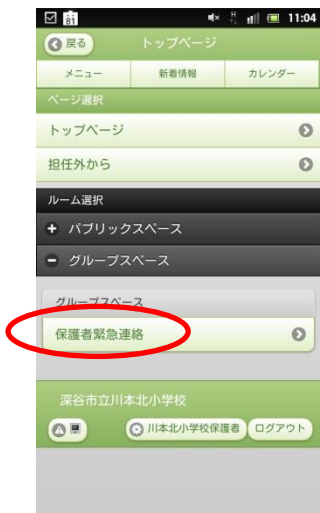 11:04
戻る
トップページ
メニュー
新着情報
カレンダー
ページ選択
トップページ
担任外から
ルーム選択
パブリックスペース
グループスペース
グループスペース
保護者緊急連絡
深谷市立川本北小学校
川本北小学校保護者
ログアウト